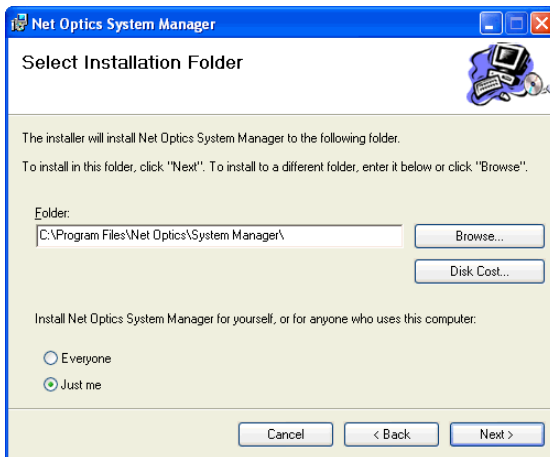 Net Optics System Manager
Select Installation Folder
The installer will install Net Optics System Manager to the following folder.
To install in this folder, click "Next". To install to a different folder, enter it below or click "Browse".
Folder:
C:\Program Files\Net Optics\System Manager\
Browse...
Disk Cost...
Install Net Optics System Manager for yourself, or for anyone who uses this computer:
Everyone
Just me
Cancel
< Back
Next >